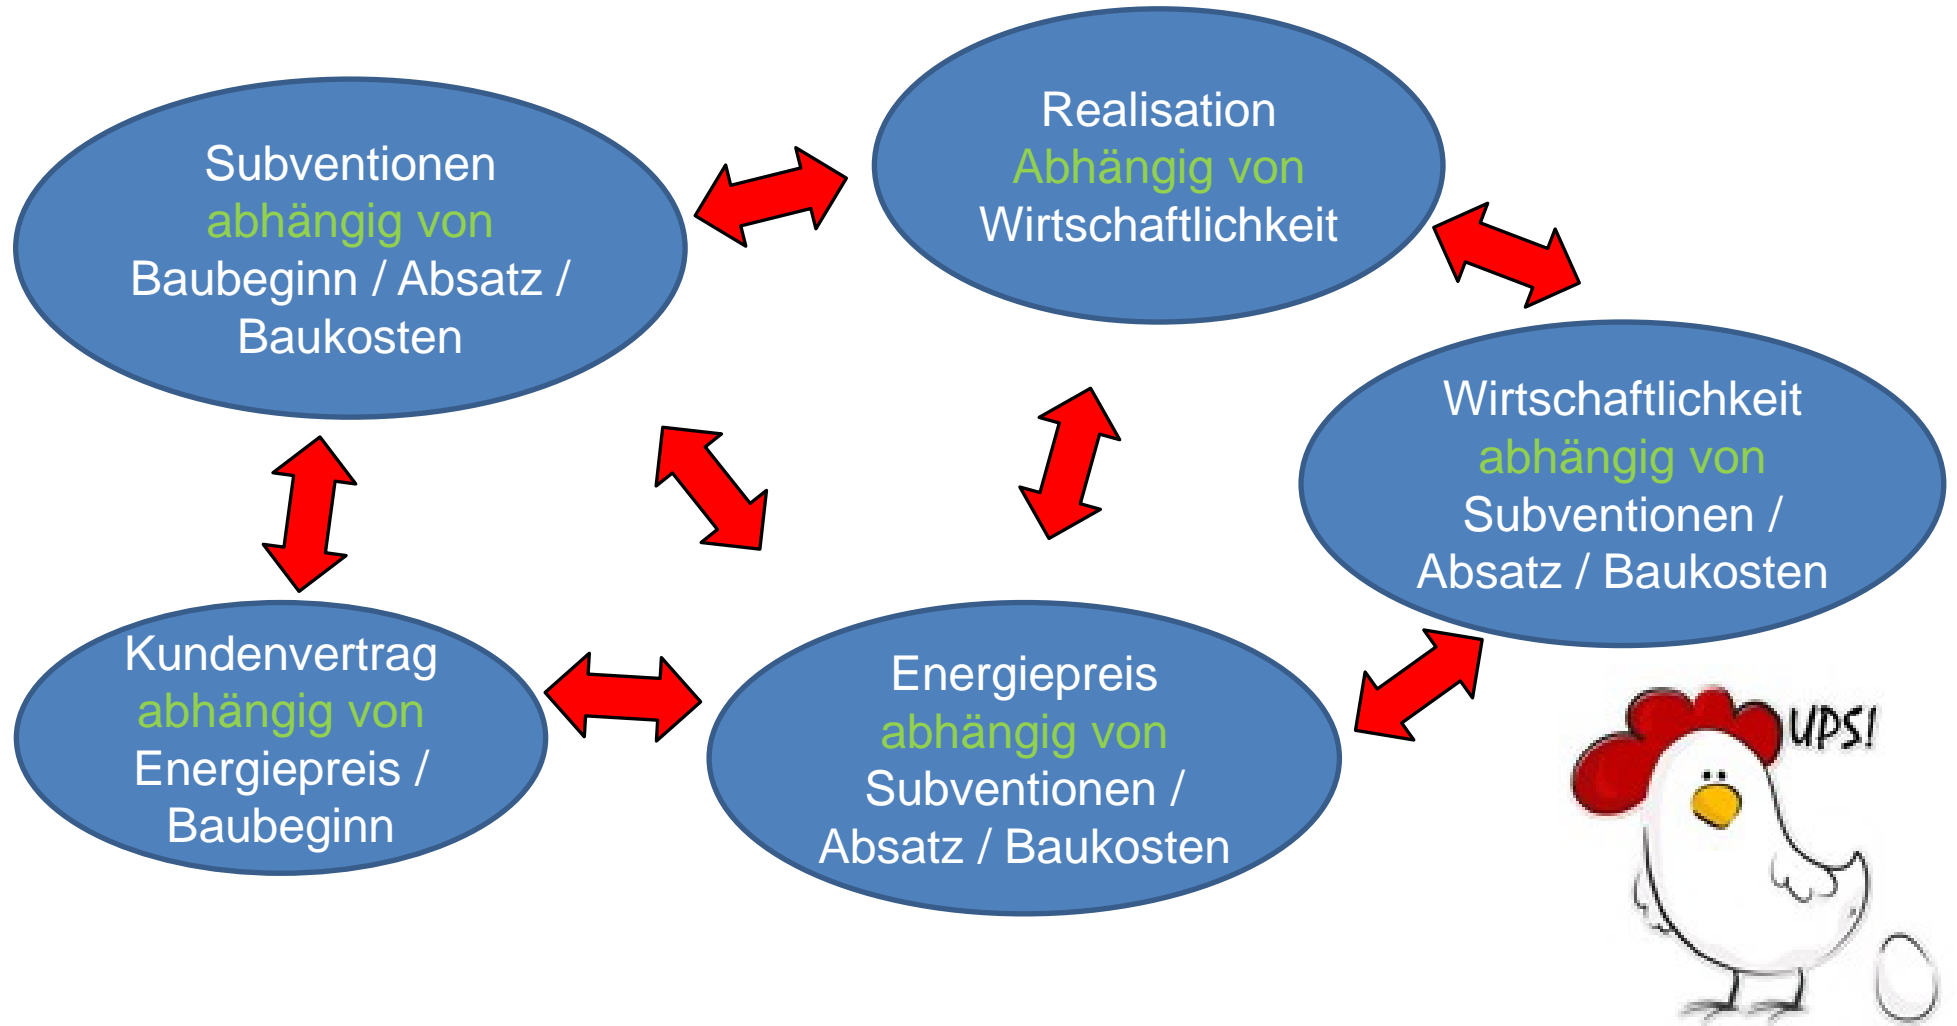 Subventionen
abhängig von
Baubeginn / Absatz /
Baukosten
Realisation
Abhängig von
Wirtschaftlichkeit
Wirtschaftlichkeit
abhängig von
Subventionen /
Absatz / Baukosten
Kundenvertrag
abhängig von
Energiepreis /
Baubeginn
Energiepreis
abhängig von
Subventionen /
Absatz / Baukosten
UPS!